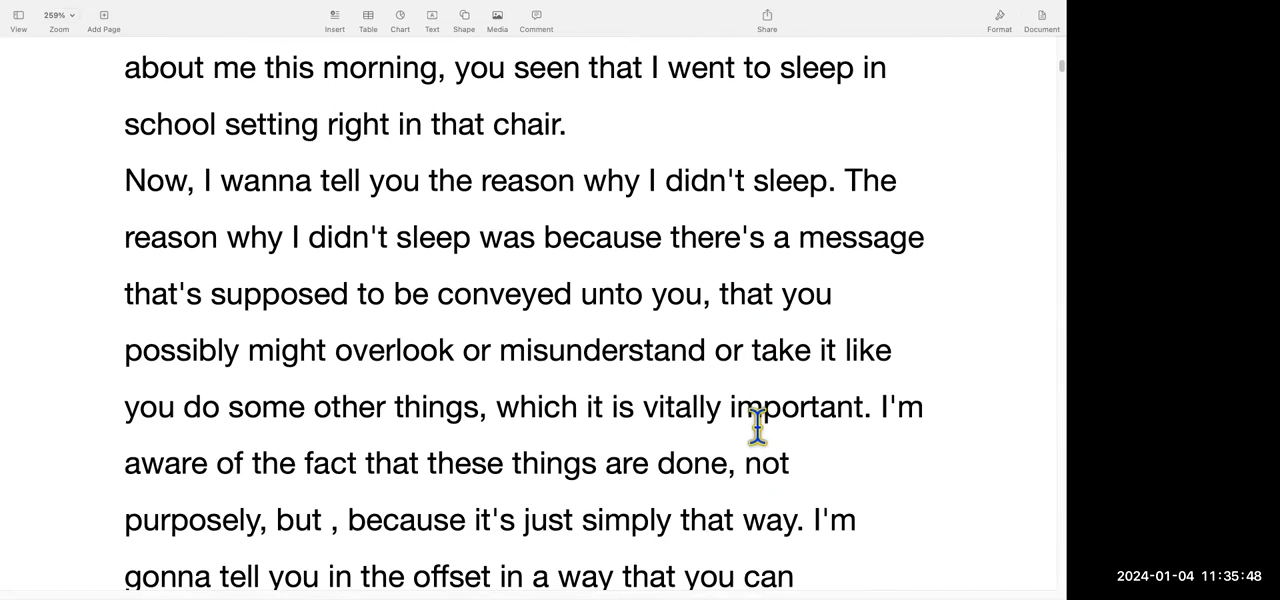 259%
View
Zoom
Add Page
Insert
Table
Chart
Text
Shape
Media
Comment
Share
Format
Document
about me this morning, you seen that I went to sleep in
school setting right in that chair.
Now, I wanna tell you the reason why I didn't sleep. The
reason why I didn't sleep was because there's a message
that's supposed to be conveyed unto you, that you
possibly might overlook or misunderstand or take it like
you do some other things, which it is vitally important. I'm
aware of the fact that these things are done, not
purposely, but , because it's just simply that way. I'm
gonna tell you in the offset in a way that you can
2024-01-04 11:35:48